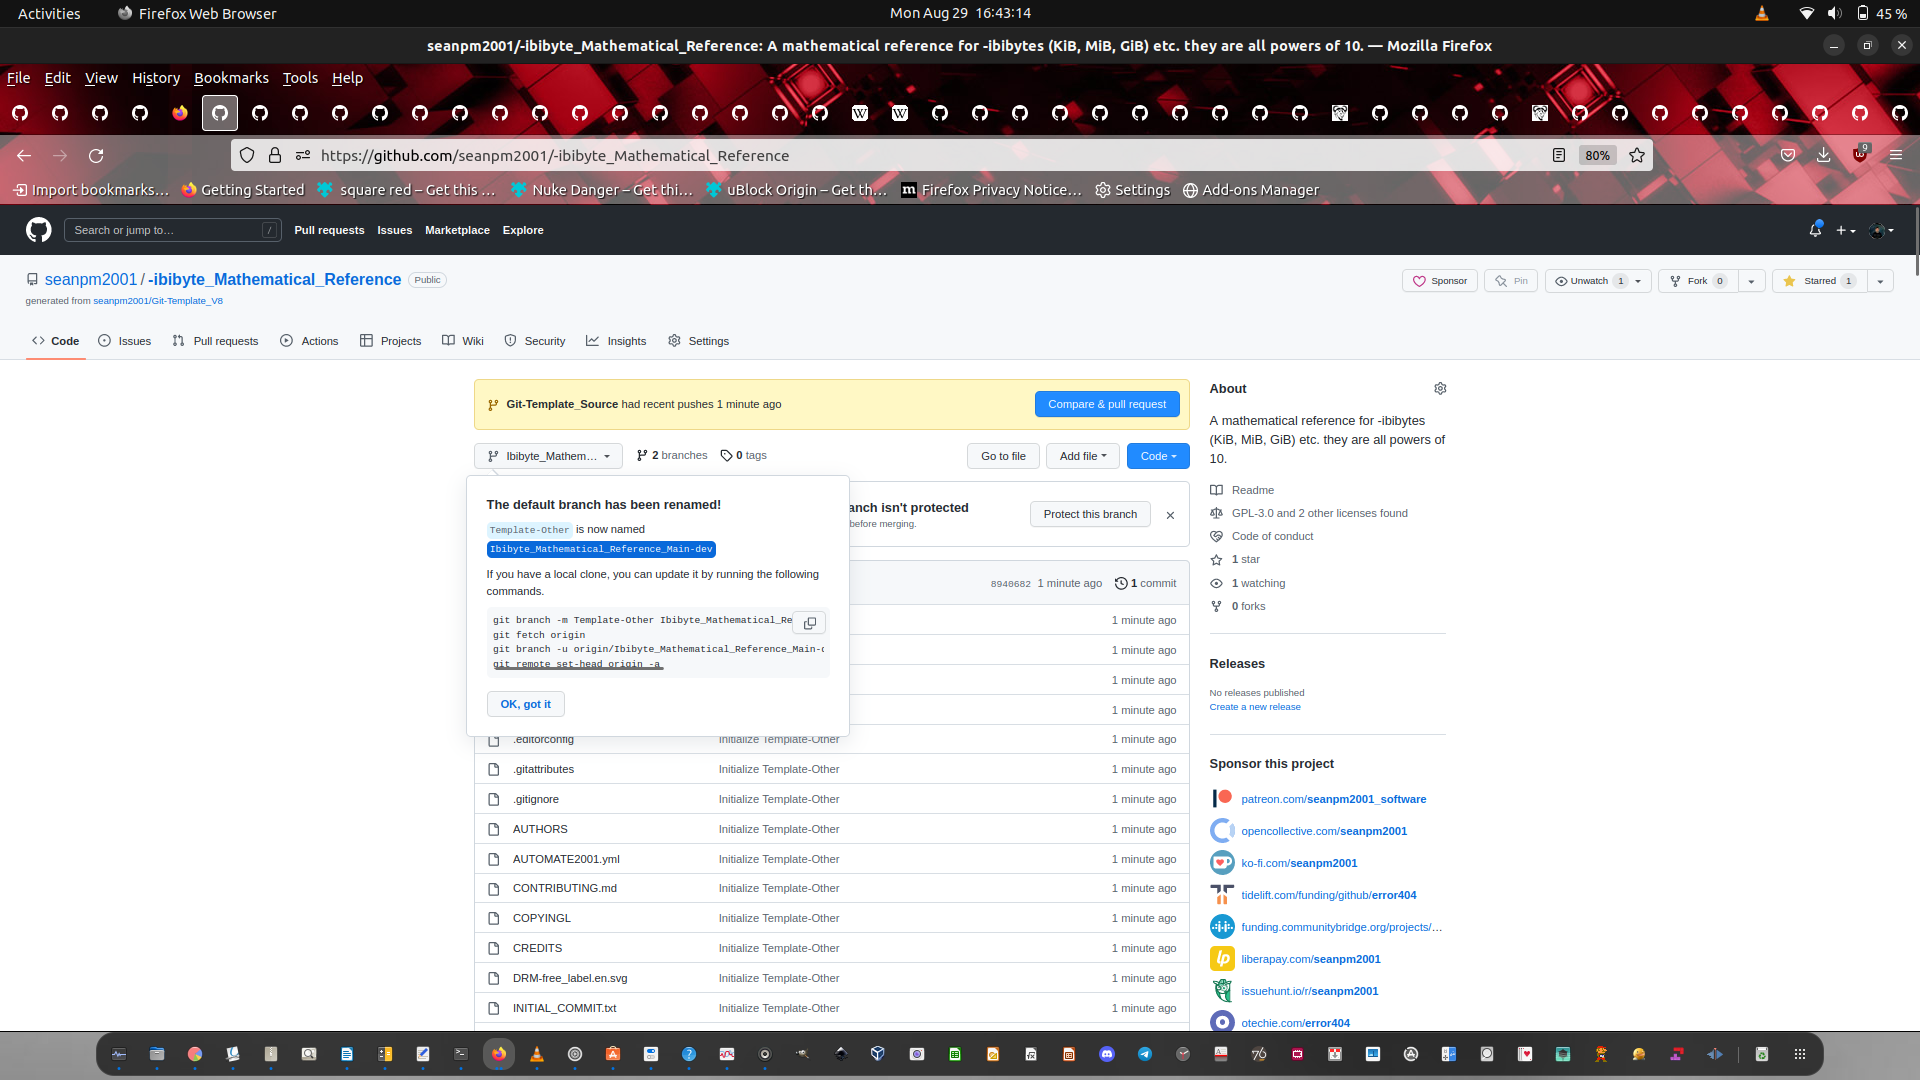 Activities
Firefox Web Browser
Mon Aug 29 16:43:14
45 %
seanpm2001/-ibibyte_Mathematical_Reference: A mathematical reference for -ibibytes (KiB, MiB, GiB) etc. they are all powers of 10. — Mozilla Firefox
File Edit View History Bookmarks Tools Help
https://github.com/seanpm2001/-ibibyte_Mathematical_Reference
80%
9
Import bookmarks… Getting Started square red – Get this … Nuke Danger – Get thi… uBlock Origin – Get th… Firefox Privacy Notice… Settings Add-ons Manager
Search or jump to… /
Pull requests Issues Marketplace Explore
seanpm2001 / -ibibyte_Mathematical_Reference Public
generated from seanpm2001/Git-Template_V8
Sponsor Pin Unwatch 1 Fork 0 Starred 1
Code Issues Pull requests Actions Projects Wiki Security Insights Settings
Git-Template_Source had recent pushes 1 minute ago
Compare & pull request
Ibibyte_Mathem… 2 branches 0 tags
Go to file Add file Code
The default branch has been renamed!
Template-Other is now named
Ibibyte_Mathematical_Reference_Main-dev
If you have a local clone, you can update it by running the following
commands.
git branch -m Template-Other Ibibyte_Mathematical_Re
git fetch origin
git branch -u origin/Ibibyte_Mathematical_Reference_Main-d
git remote set-head origin -a
OK, got it
anch isn't protected
before merging.
Protect this branch
8940682 1 minute ago 1 commit
1 minute ago
1 minute ago
1 minute ago
1 minute ago
.editorconfig Initialize Template-Other 1 minute ago
.gitattributes Initialize Template-Other 1 minute ago
.gitignore Initialize Template-Other 1 minute ago
AUTHORS Initialize Template-Other 1 minute ago
AUTOMATE2001.yml Initialize Template-Other 1 minute ago
CONTRIBUTING.md Initialize Template-Other 1 minute ago
COPYINGL Initialize Template-Other 1 minute ago
CREDITS Initialize Template-Other 1 minute ago
DRM-free_label.en.svg Initialize Template-Other 1 minute ago
INITIAL_COMMIT.txt Initialize Template-Other 1 minute ago
About
A mathematical reference for -ibibytes
(KiB, MiB, GiB) etc. they are all powers of
10.
Readme
GPL-3.0 and 2 other licenses found
Code of conduct
1 star
1 watching
0 forks
Releases
No releases published
Create a new release
Sponsor this project
patreon.com/seanpm2001_software
opencollective.com/seanpm2001
ko-fi.com/seanpm2001
tidelift.com/funding/github/error404
funding.communitybridge.org/projects/…
liberapay.com/seanpm2001
issuehunt.io/r/seanpm2001
otechie.com/error404